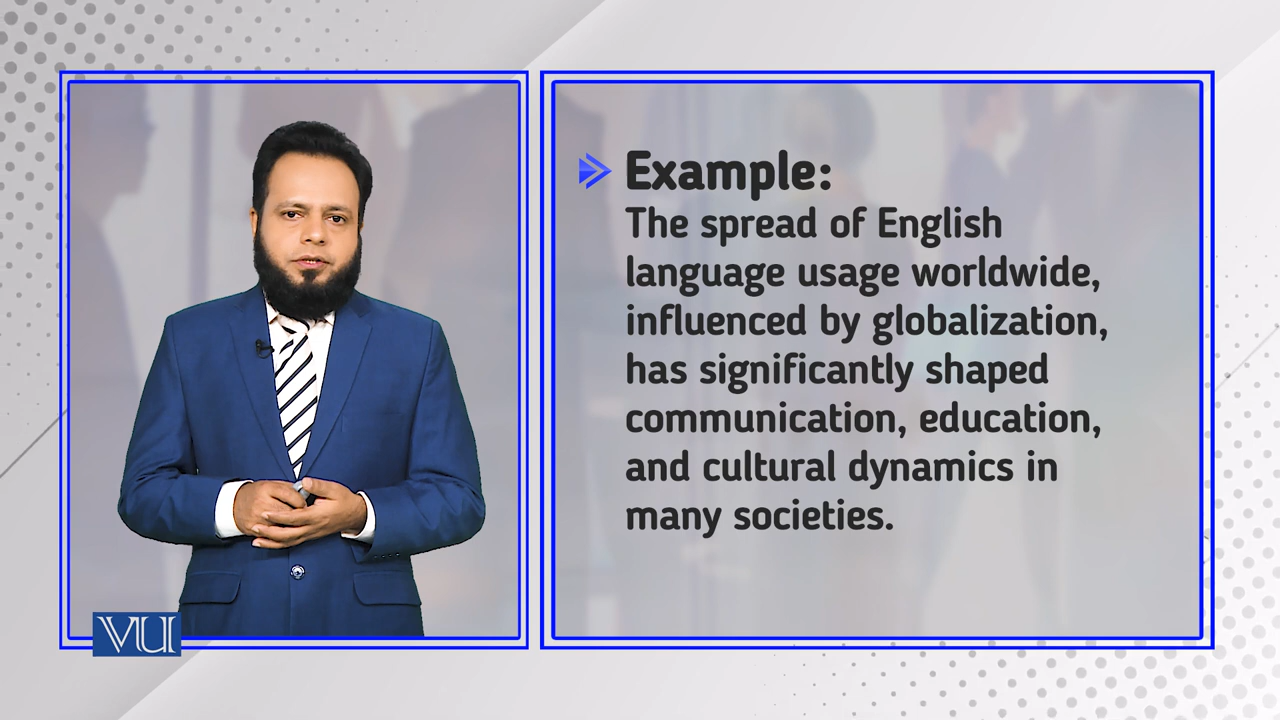 Example:
The spread of English
language usage worldwide,
influenced by globalization,
has significantly shaped
communication, education,
and cultural dynamics in
many societies.
VU